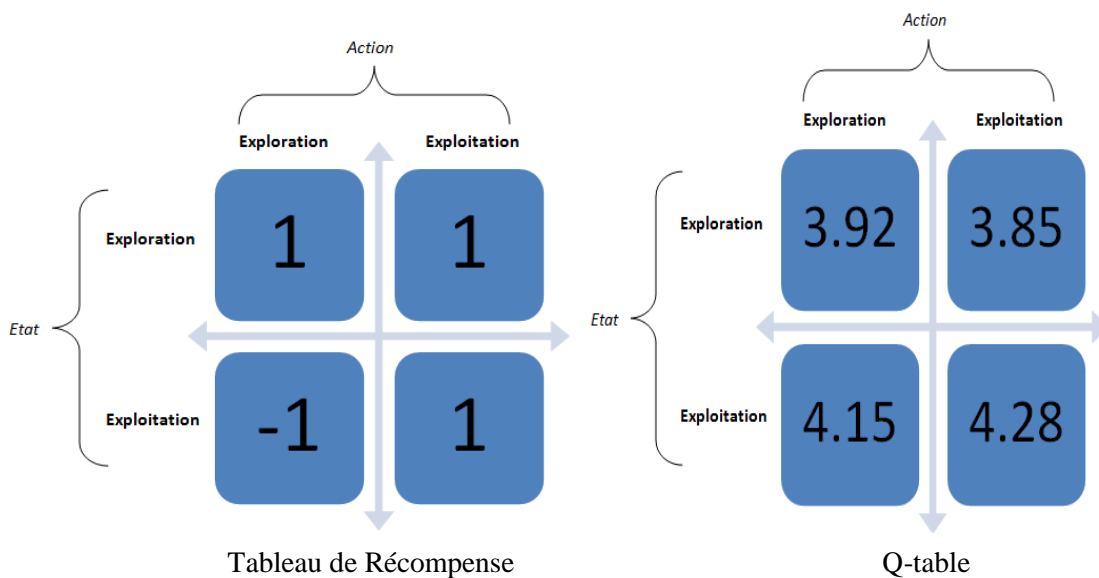 Action
Exploration Exploitation
Etat
Exploration
1 1
Exploitation
-1 1
Tableau de Récompense
Action
Exploration Exploitation
Etat
Exploration
3.92 3.85
Exploitation
4.15 4.28
Q-table